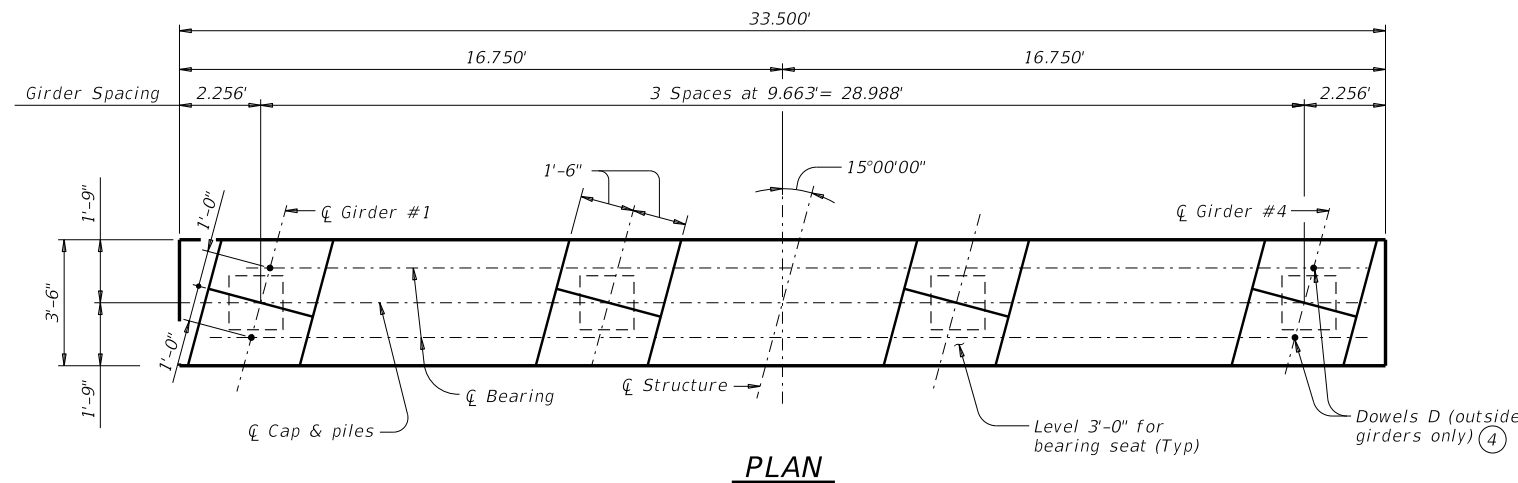 33.500'
16.750'
16.750'
Girder Spacing
2.256'
3 Spaces at 9.663'= 28.988'
2.256'
1'-6"
15°00'00"
1'-9"
1'-0"
℄ Girder #1
℄ Girder #4
3'-6"
1'-0"
1'-9"
℄ Structure
℄ Bearing
℄ Cap & piles
Level 3'-0" for
bearing seat (Typ)
Dowels D (outside
girders only) 4
PLAN